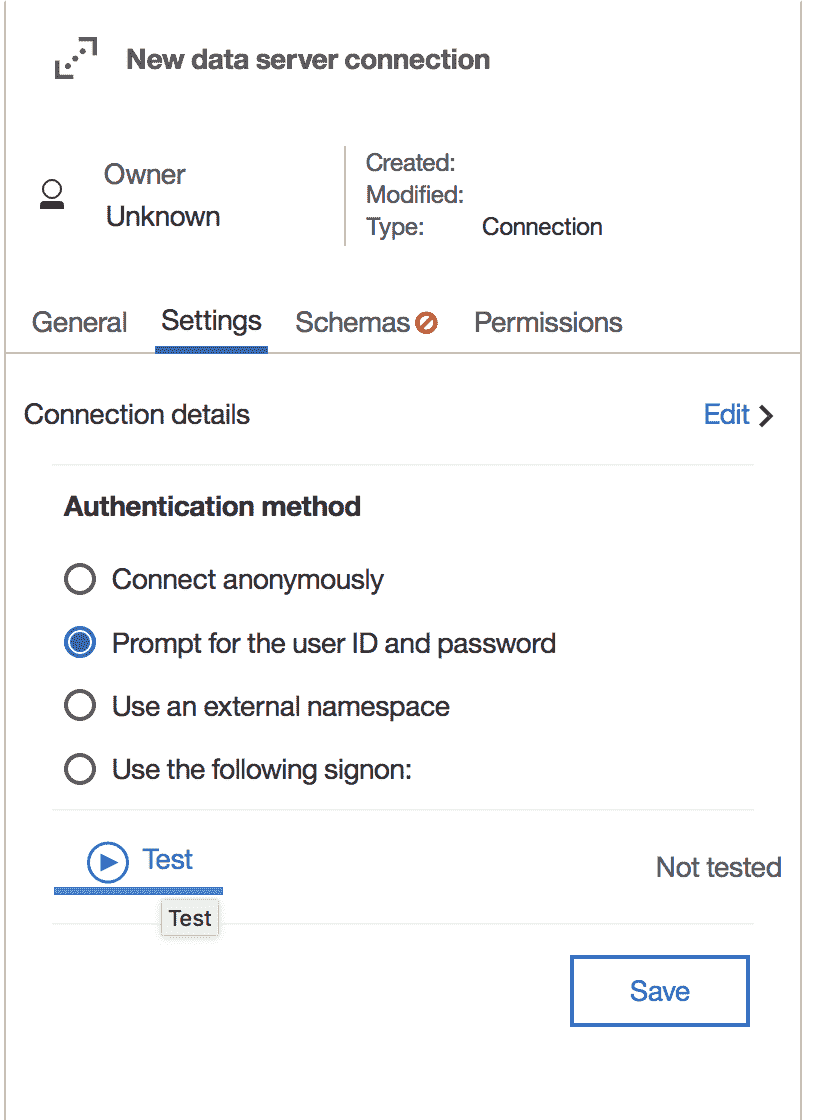 New data server connection
Owner
Unknown
Created:
Modified:
Type: Connection
General Settings Schemas Permissions
Connection details Edit
Authentication method
Connect anonymously
Prompt for the user ID and password
Use an external namespace
Use the following signon:
Test Not tested
Test
Save